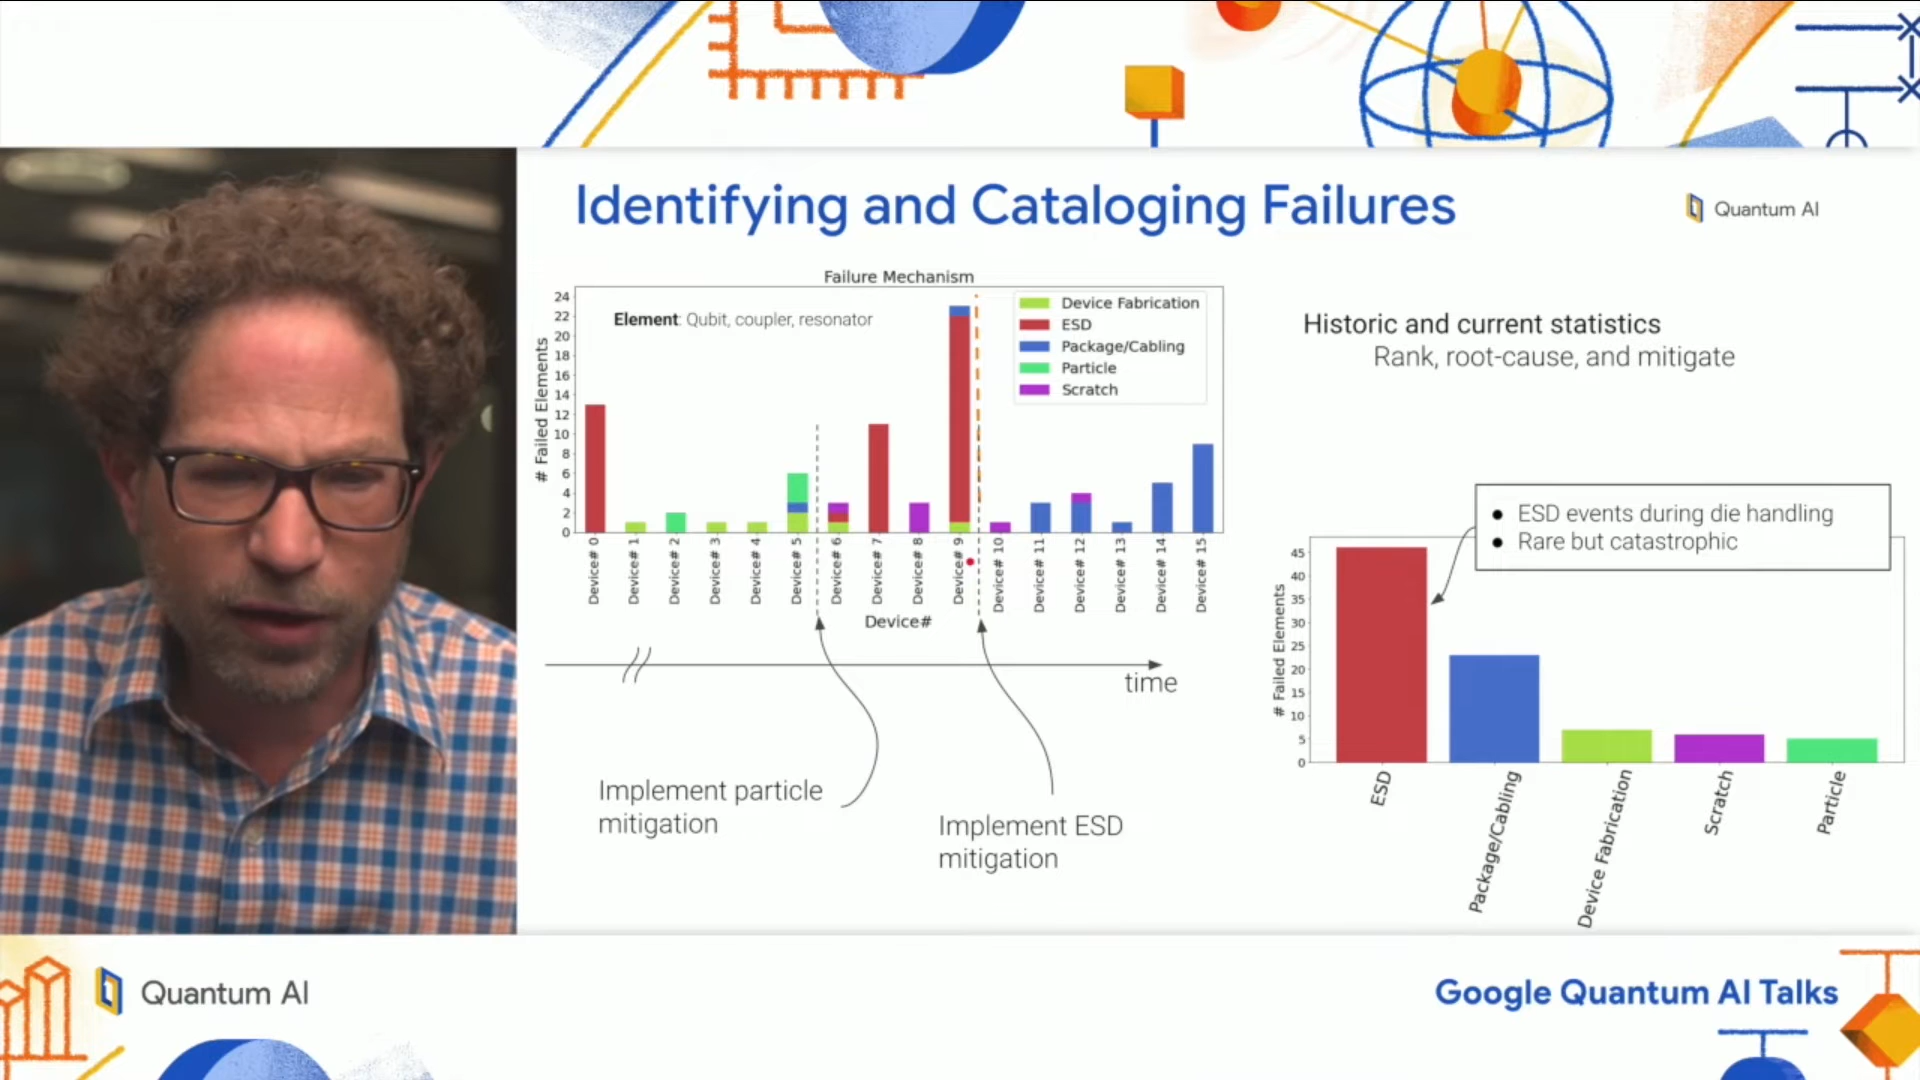 Identifying and Cataloging Failures
Quantum AI
Failure Mechanism
Element: Qubit, coupler, resonator
# Failed Elements
24
22
20
18
16
14
12
10
8
6
4
2
0
Device Fabrication
ESD
Package/Cabling
Particle
Scratch
Device# 0
Device# 1
Device# 2
Device# 3
Device# 4
Device# 5
Device# 6
Device# 7
Device# 8
Device# 9
Device# 10
Device# 11
Device# 12
Device# 13
Device# 14
Device# 15
Device#
time
Implement particle
mitigation
Implement ESD
mitigation
Historic and current statistics
Rank, root-cause, and mitigate
• ESD events during die handling
• Rare but catastrophic
# Failed Elements
45
40
35
30
25
20
15
10
5
0
ESD
Package/Cabling
Device Fabrication
Scratch
Particle
Quantum AI
Google Quantum AI Talks